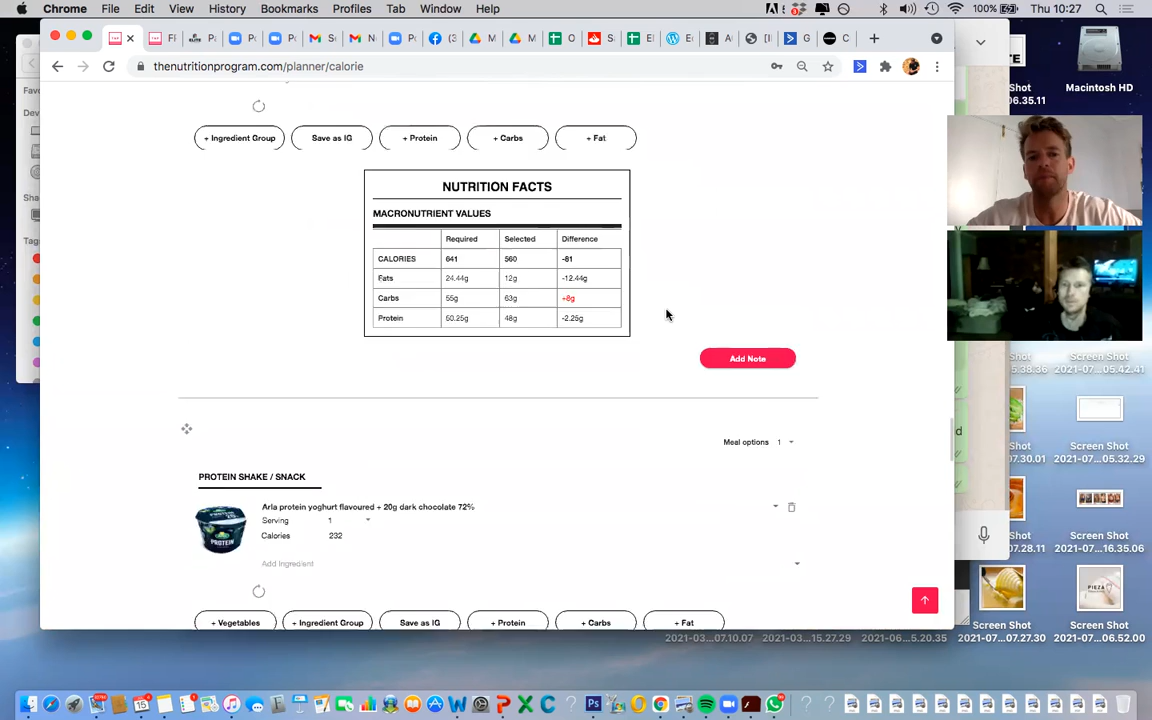 Chrome File Edit View History Bookmarks Profiles Tab Window Help 100% Thu 10:27
thenutritionprogram.com/planner/calorie
+ Ingredient Group Save as IG + Protein + Carbs + Fat
NUTRITION FACTS
MACRONUTRIENT VALUES
Required Selected Difference
CALORIES 641 560 -81
Fats 24.44g 12g -12.44g
Carbs 55g 63g +8g
Protein 50.25g 48g -2.25g
Add Note
Meal options 1
PROTEIN SHAKE / SNACK
Arla protein yoghurt flavoured + 20g dark chocolate 72%
Serving 1
Calories 232
Add Ingredient
+ Vegetables + Ingredient Group Save as IG + Protein + Carbs + Fat
Macintosh HD
Screen Shot
2021-07...05.42.41
Screen Shot
2021-07...05.32.29
Screen Shot
2021-07...16.35.06
Screen Shot
2021-07...07.27.30
Screen Shot
2021-07...06.52.00